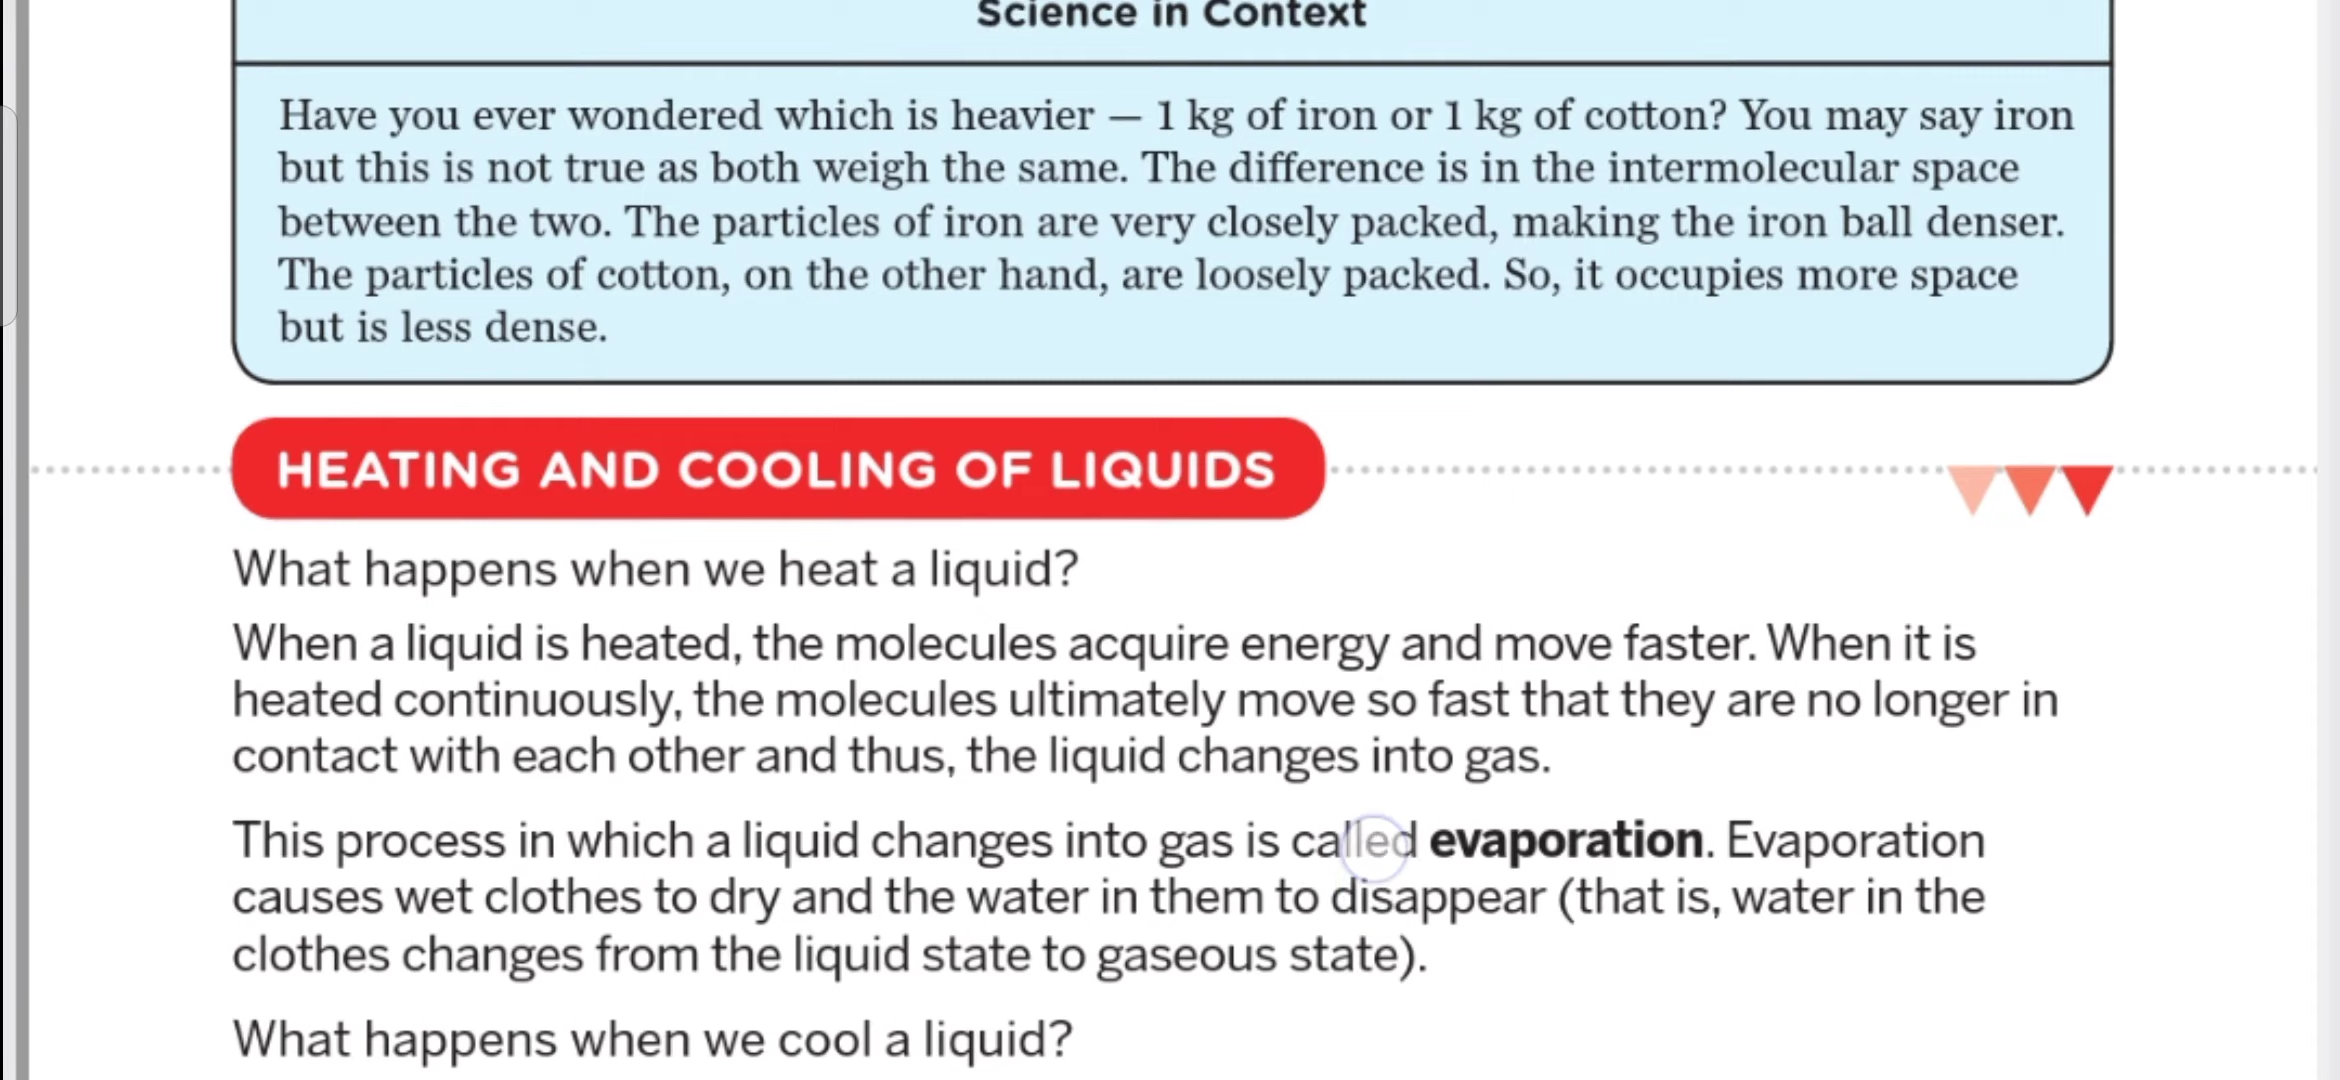 Science in Context
Have you ever wondered which is heavier — 1 kg of iron or 1 kg of cotton? You may say iron
but this is not true as both weigh the same. The difference is in the intermolecular space
between the two. The particles of iron are very closely packed, making the iron ball denser.
The particles of cotton, on the other hand, are loosely packed. So, it occupies more space
but is less dense.
HEATING AND COOLING OF LIQUIDS
What happens when we heat a liquid?
When a liquid is heated, the molecules acquire energy and move faster. When it is
heated continuously, the molecules ultimately move so fast that they are no longer in
contact with each other and thus, the liquid changes into gas.
This process in which a liquid changes into gas is called evaporation. Evaporation
causes wet clothes to dry and the water in them to disappear (that is, water in the
clothes changes from the liquid state to gaseous state).
What happens when we cool a liquid?